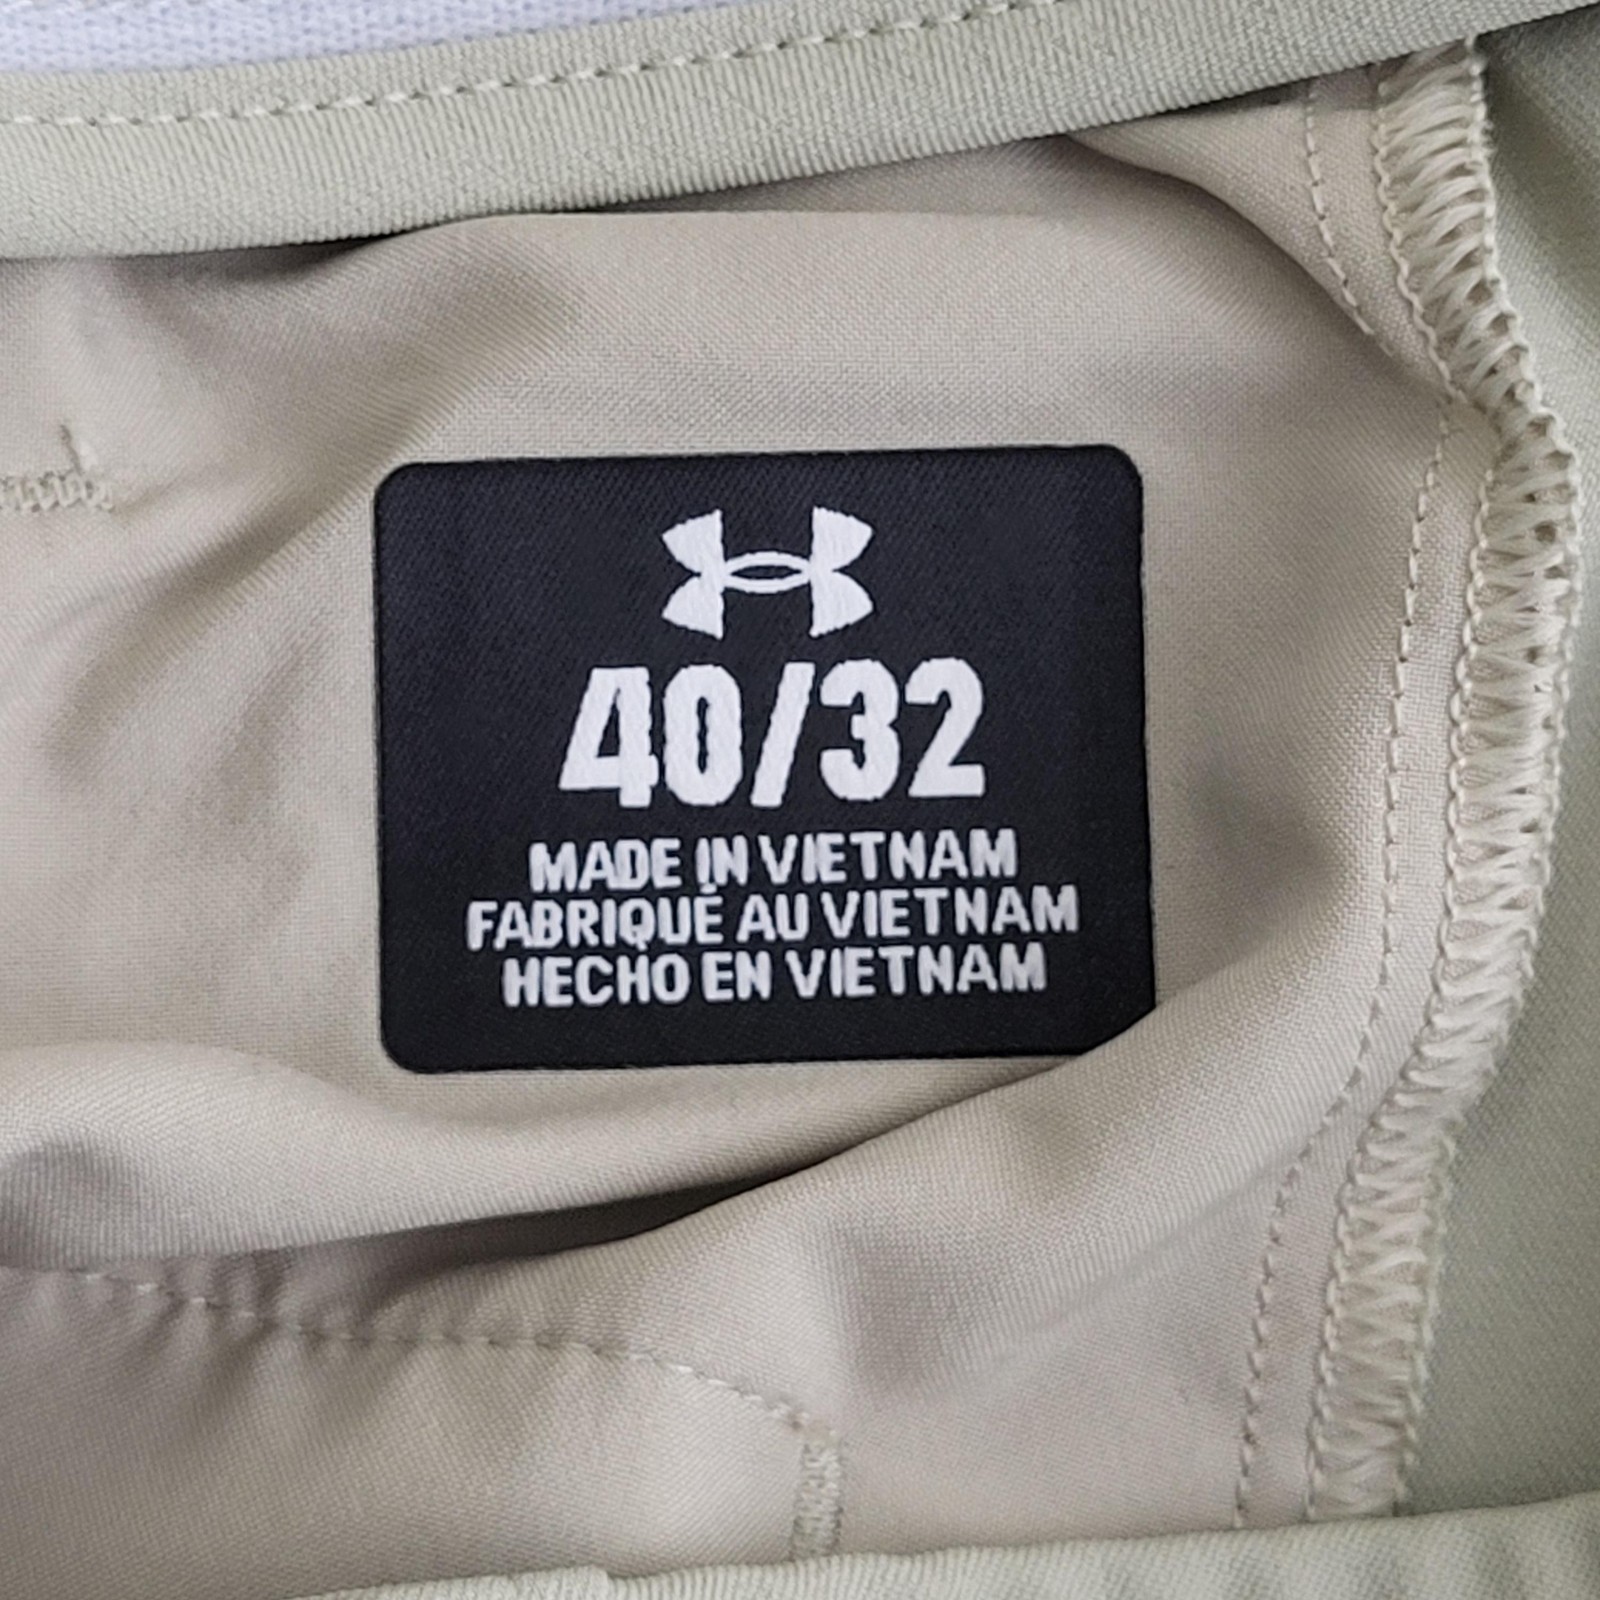 40/32
MADE IN VIETNAM
FABRIQUÉ AU VIETNAM
HECHO EN VIETNAM